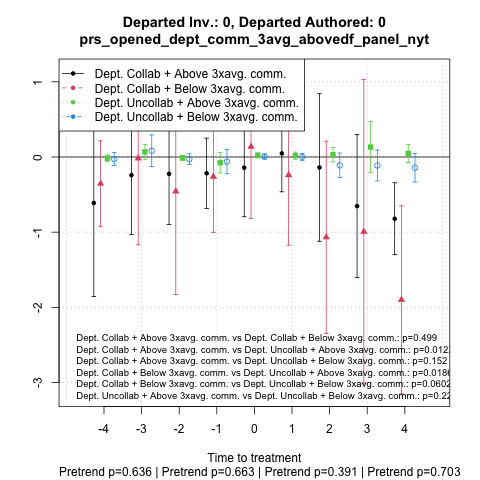 Departed Inv.: 0, Departed Authored: 0
prs_opened_dept_comm_3avg_abovedf_panel_nyt
Dept. Collab + Above 3xavg. comm.
Dept. Collab + Below 3xavg. comm.
Dept. Uncollab + Above 3xavg. comm.
Dept. Uncollab + Below 3xavg. comm.
1
0
-1
-2
-3
Dept. Collab + Above 3xavg. comm. vs Dept. Collab + Below 3xavg. comm.: p=0.499
Dept. Collab + Above 3xavg. comm. vs Dept. Uncollab + Above 3xavg. comm.: p=0.012
Dept. Collab + Above 3xavg. comm. vs Dept. Uncollab + Below 3xavg. comm.: p=0.152
Dept. Collab + Below 3xavg. comm. vs Dept. Uncollab + Above 3xavg. comm.: p=0.018
Dept. Collab + Below 3xavg. comm. vs Dept. Uncollab + Below 3xavg. comm.: p=0.0602
Dept. Uncollab + Above 3xavg. comm. vs Dept. Uncollab + Below 3xavg. comm.: p=0.22
-4 -3 -2 -1 0 1 2 3 4
Time to treatment
Pretrend p=0.636 | Pretrend p=0.663 | Pretrend p=0.391 | Pretrend p=0.703